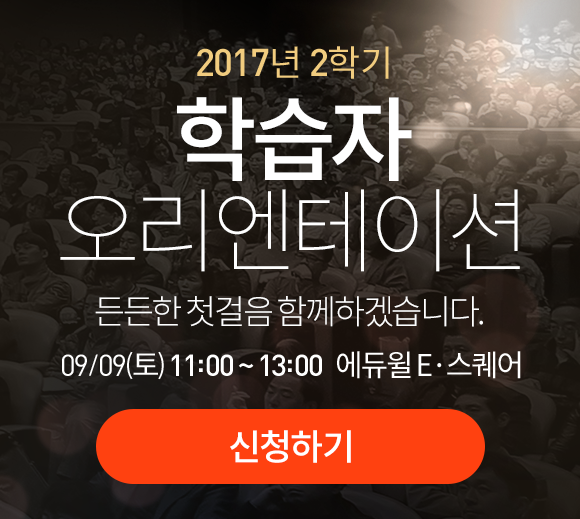 2017년 2학기
학습자
오리엔테이션
든든한 첫걸음 함께하겠습니다.
09/09(토) 11:00 ~ 13:00 에듀윌 E·스퀘어
신청하기